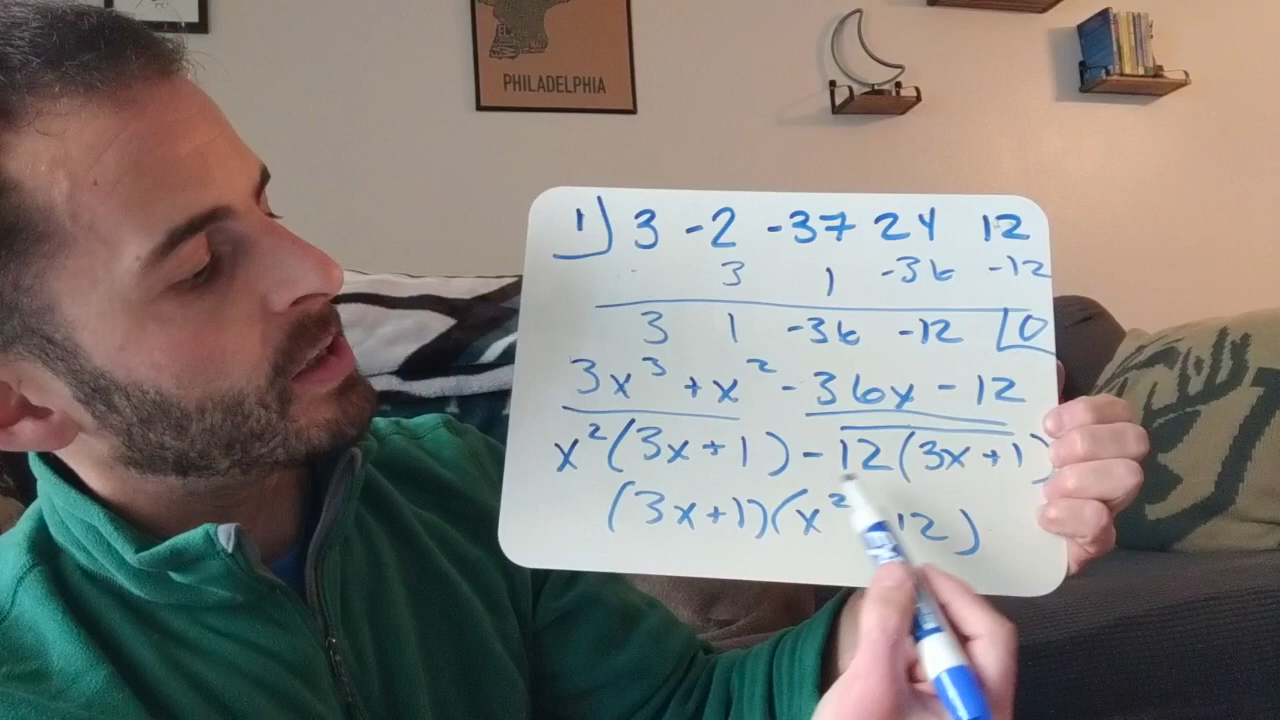 PHILADELPHIA
1 3 -2 -37 24 12
3 1 -36 -12
3 1 -36 -12 0
3x³ + x² - 36x - 12
x²(3x+1) - 12(3x+1)
(3x+1)(x² 12)